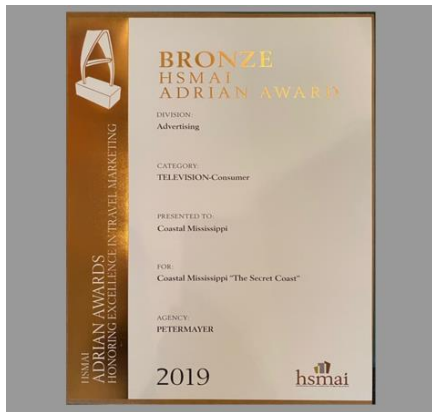 BRONZE
HSMAI
ADRIAN AWARD
DIVISION:
Advertising
CATEGORY:
TELEVISION-Consumer
PRESENTED TO:
Coastal Mississippi
FOR:
Coastal Mississippi "The Secret Coast"
AGENCY:
PETERMAYER
2019
hsmai
HSMAI
ADRIAN AWARDS
HONORING EXCELLENCE IN TRAVEL MARKETING